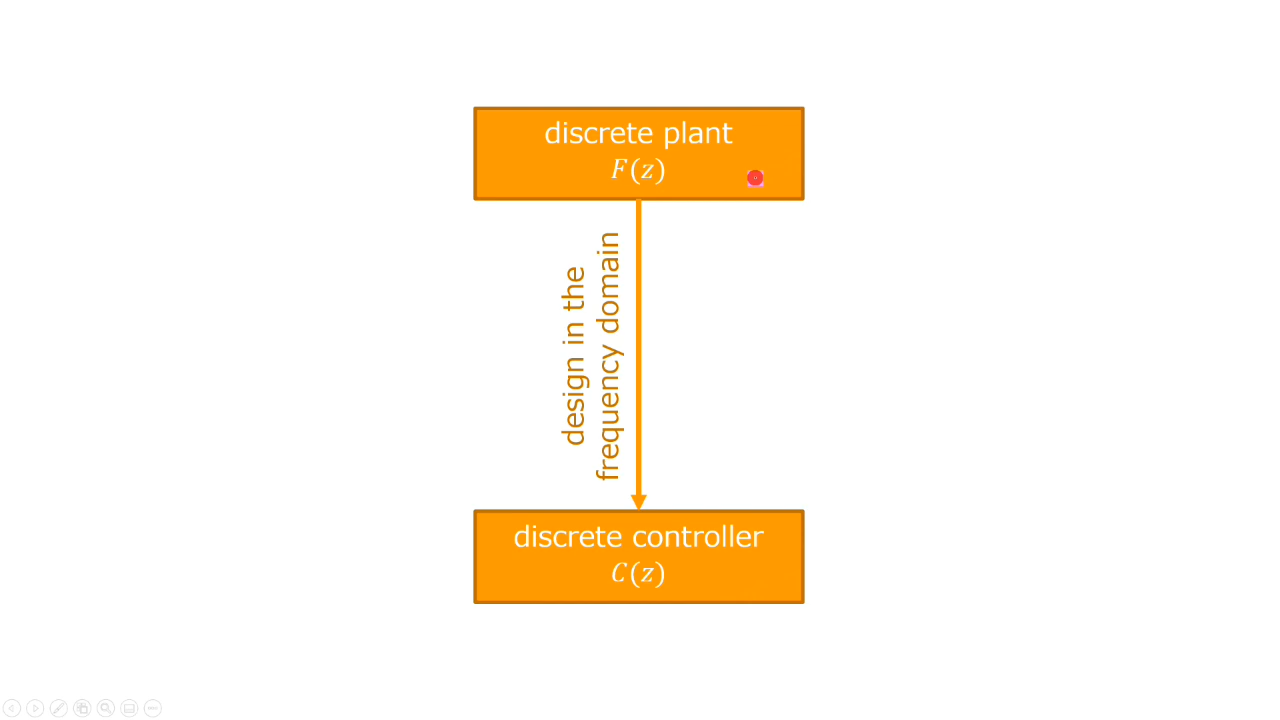 discrete plant
F(z)
design in the
frequency domain
discrete controller
C(z)